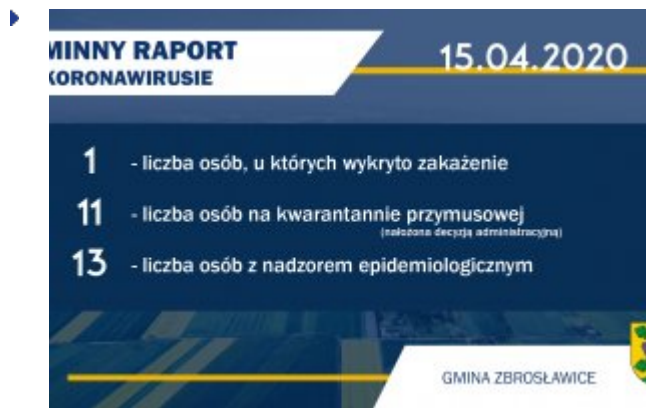 MINNY RAPORT
KORONAWIRUSIE
15.04.2020
1 - liczba osób, u których wykryto zakażenie
11 - liczba osób na kwarantannie przymusowej
(nałożona decyzją administracyjną)
13 - liczba osób z nadzorem epidemiologicznym
GMINA ZBROSŁAWICE